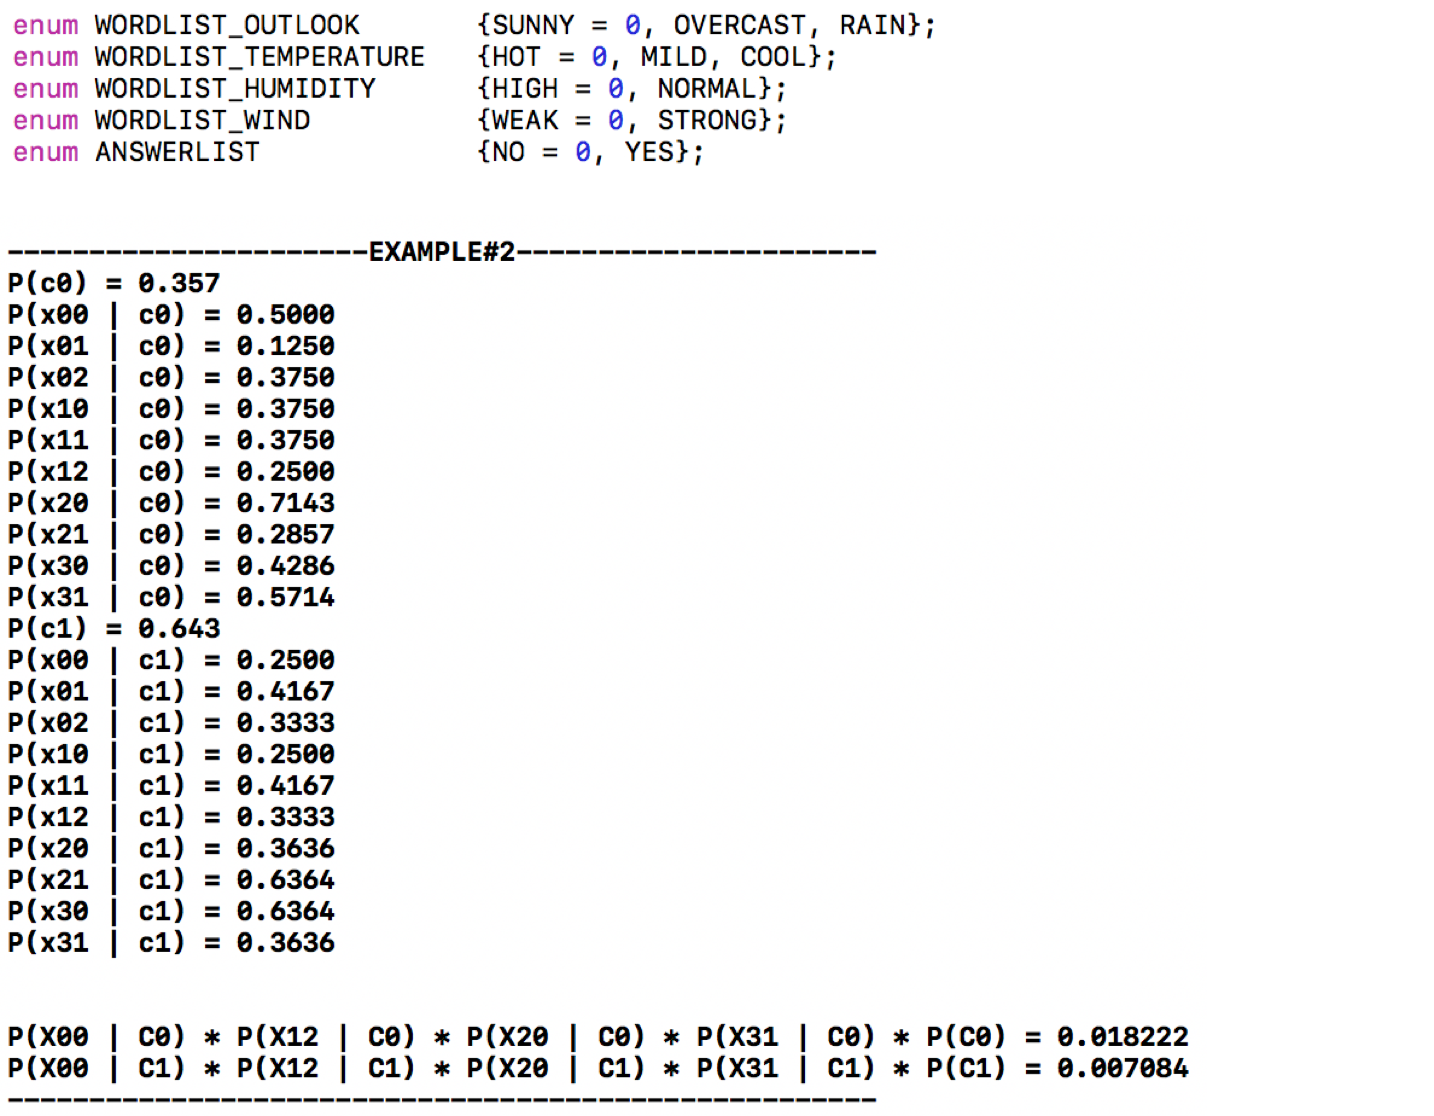 enum WORDLIST_OUTLOOK {SUNNY = 0, OVERCAST, RAIN};
enum WORDLIST_TEMPERATURE {HOT = 0, MILD, COOL};
enum WORDLIST_HUMIDITY {HIGH = 0, NORMAL};
enum WORDLIST_WIND {WEAK = 0, STRONG};
enum ANSWERLIST {NO = 0, YES};
----------------------EXAMPLE#2----------------------
P(c0) = 0.357
P(x00 | c0) = 0.5000
P(x01 | c0) = 0.1250
P(x02 | c0) = 0.3750
P(x10 | c0) = 0.3750
P(x11 | c0) = 0.3750
P(x12 | c0) = 0.2500
P(x20 | c0) = 0.7143
P(x21 | c0) = 0.2857
P(x30 | c0) = 0.4286
P(x31 | c0) = 0.5714
P(c1) = 0.643
P(x00 | c1) = 0.2500
P(x01 | c1) = 0.4167
P(x02 | c1) = 0.3333
P(x10 | c1) = 0.2500
P(x11 | c1) = 0.4167
P(x12 | c1) = 0.3333
P(x20 | c1) = 0.3636
P(x21 | c1) = 0.6364
P(x30 | c1) = 0.6364
P(x31 | c1) = 0.3636
P(X00 | C0) * P(X12 | C0) * P(X20 | C0) * P(X31 | C0) * P(C0) = 0.018222
P(X00 | C1) * P(X12 | C1) * P(X20 | C1) * P(X31 | C1) * P(C1) = 0.007084
-----------------------------------------------------